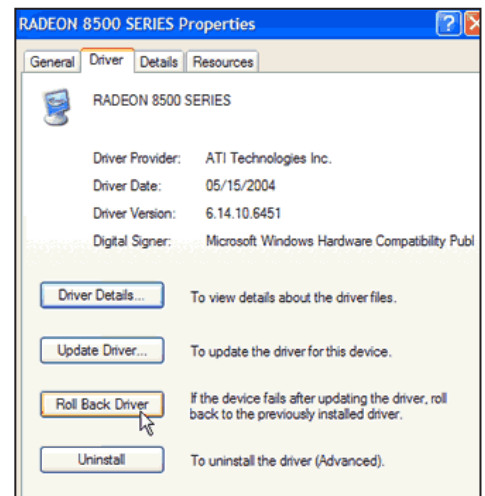 RADEON 8500 SERIES Properties
General Driver Details Resources
RADEON 8500 SERIES
Driver Provider: ATI Technologies Inc.
Driver Date: 05/15/2004
Driver Version: 6.14.10.6451
Digital Signer: Microsoft Windows Hardware Compatibility Publ
Driver Details... To view details about the driver files.
Update Driver... To update the driver for this device.
Roll Back Driver If the device fails after updating the driver, roll
back to the previously installed driver.
Uninstall To uninstall the driver (Advanced).